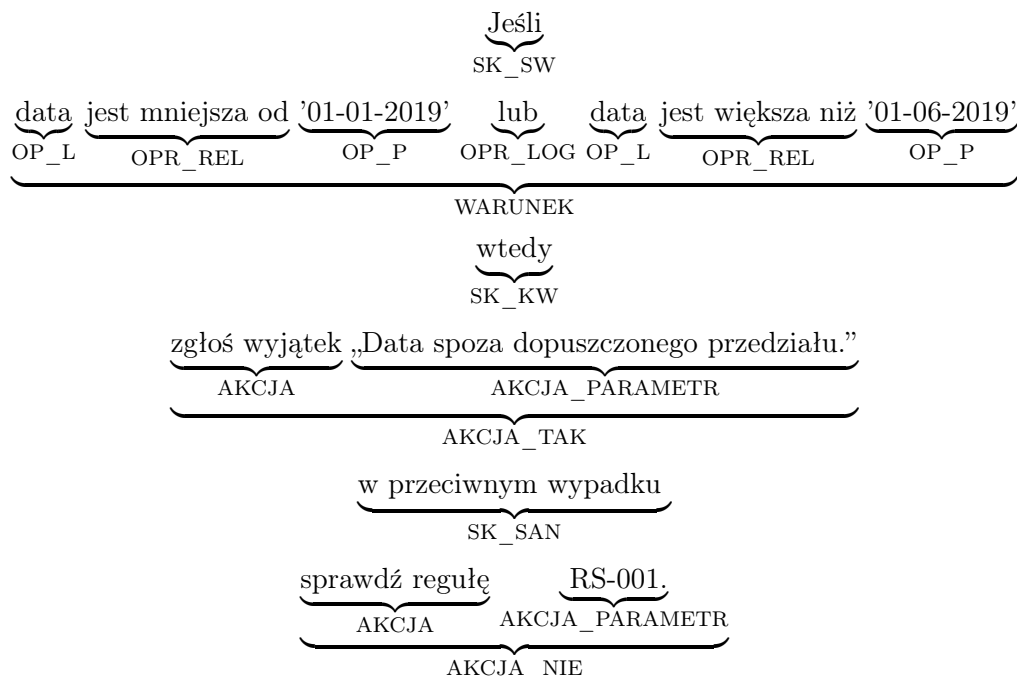 Jeśli
SK_SW
data jest mniejsza od '01-01-2019' lub data jest większa niż '01-06-2019'
OP_L OPR_REL OP_P OPR_LOG OP_L OPR_REL OP_P
WARUNEK
wtedy
SK_KW
zgłoś wyjątek „Data spoza dopuszczonego przedziału.”
AKCJA AKCJA_PARAMETR
AKCJA_TAK
w przeciwnym wypadku
SK_SAN
sprawdź regułę RS-001.
AKCJA AKCJA_PARAMETR
AKCJA_NIE